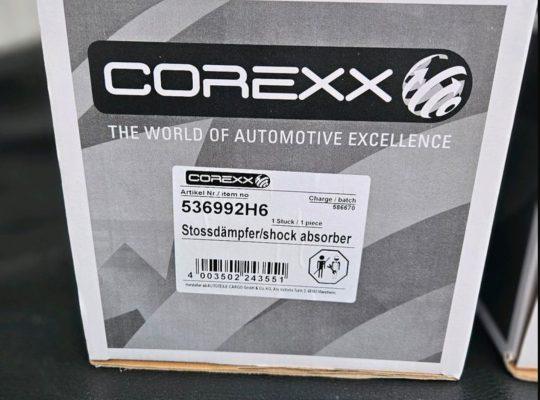 COREXX
THE WORLD OF AUTOMOTIVE EXCELLENCE
COREXX
Artikel Nr./ item no
Charge / batch
536992H6
586670
1 Stuck / 1 piece
Stossdämpfer/shock absorber
4 003502 243551